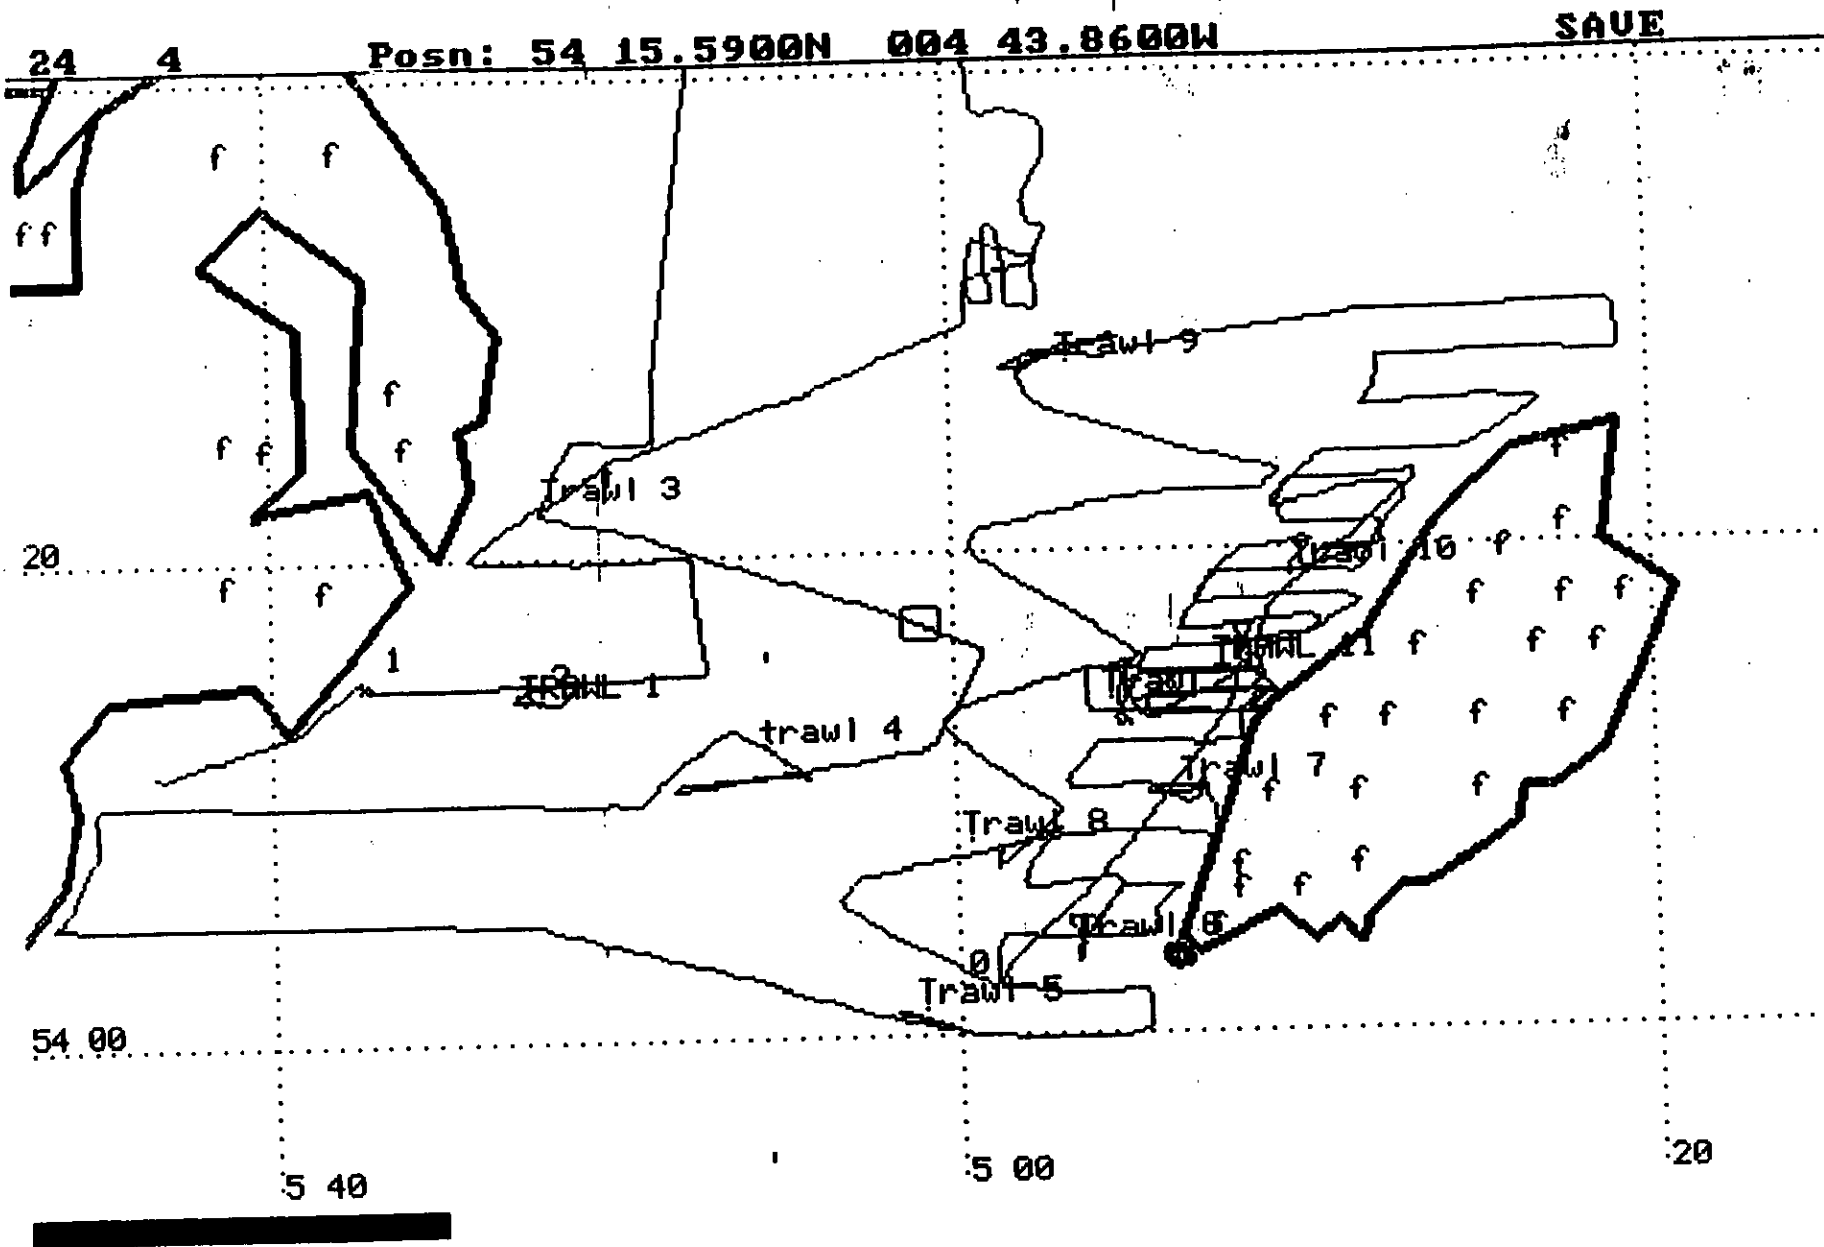 24 4 Posn: 54 15.5900N 004 43.8600W SAVE
f f
f f
Trawl 9
f
f f f
f
Trawl 3
f
20 Trawl 10 f
f f f f f
TRAWL 11 f f f
1
TRAWL 1 Trawl
f f f f
trawl 4
Trawl 7
f f f
Trawl 8
f f
f f
Trawl 6
0
Trawl 5
54 00
5 40 5 00 20